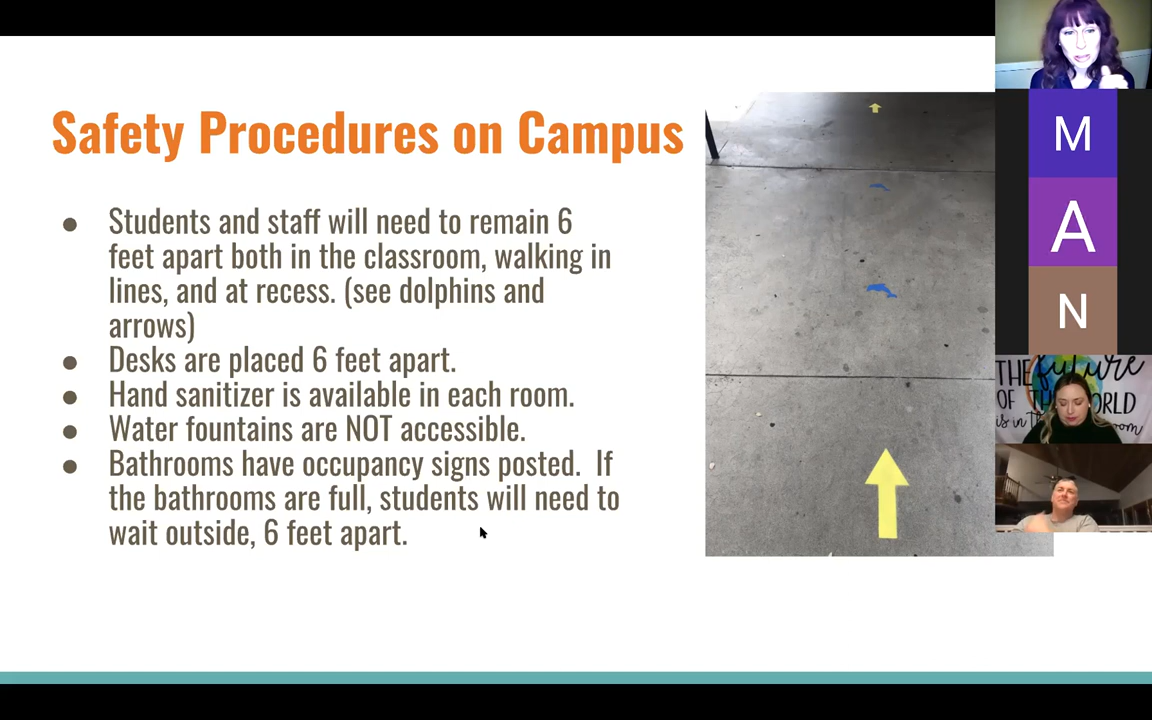 Safety Procedures on Campus
● Students and staff will need to remain 6
feet apart both in the classroom, walking in
lines, and at recess. (see dolphins and
arrows)
● Desks are placed 6 feet apart.
● Hand sanitizer is available in each room.
● Water fountains are NOT accessible.
● Bathrooms have occupancy signs posted. If
the bathrooms are full, students will need to
wait outside, 6 feet apart.
M
A
N
THE future
OF THE WORLD
is in
room